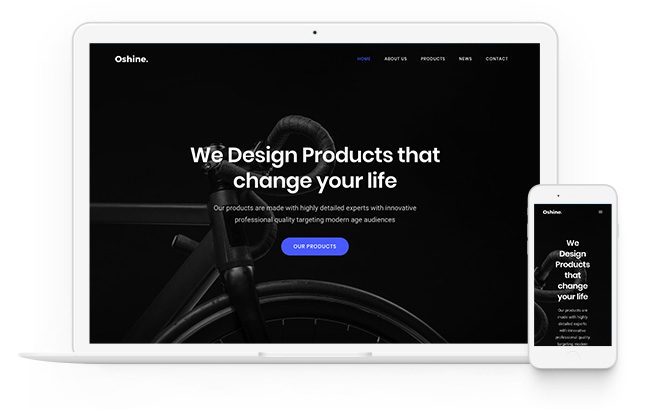 Oshine.
HOME ABOUT US PRODUCTS NEWS CONTACT
We Design Products that
change your life
Our products are made with highly detailed experts with innovative
professional quality targeting modern age audiences
OUR PRODUCTS
Oshine.
We
Design
Products
that
change
your life
Our products are
made with highly
detailed experts
with innovative
professional quality
targeting modern